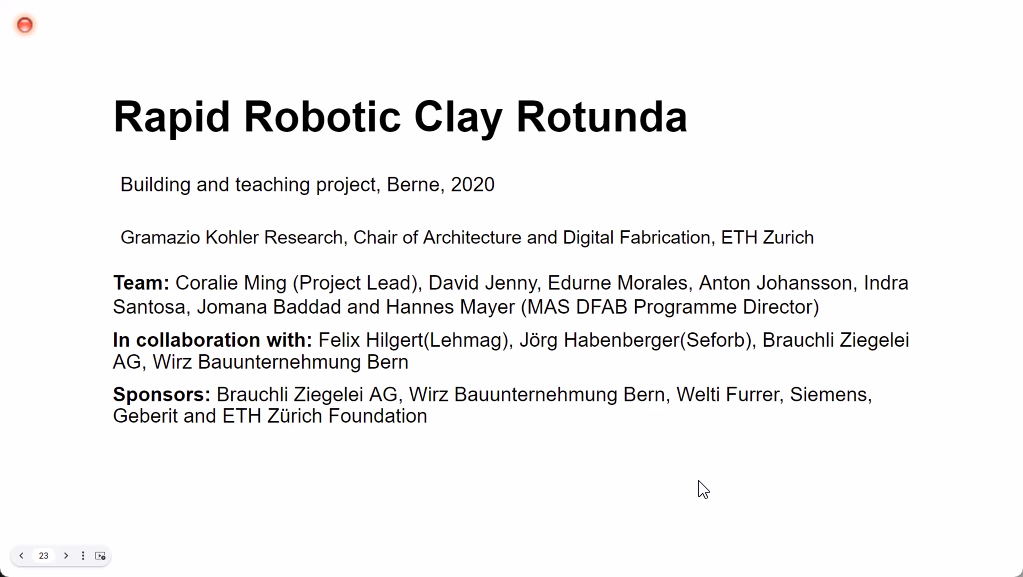 Rapid Robotic Clay Rotunda
Building and teaching project, Berne, 2020
Gramazio Kohler Research, Chair of Architecture and Digital Fabrication, ETH Zurich
Team: Coralie Ming (Project Lead), David Jenny, Edurne Morales, Anton Johansson, Indra
Santosa, Jomana Baddad and Hannes Mayer (MAS DFAB Programme Director)
In collaboration with: Felix Hilgert(Lehmag), Jörg Habenberger(Seforb), Brauchli Ziegelei
AG, Wirz Bauunternehmung Bern
Sponsors: Brauchli Ziegelei AG, Wirz Bauunternehmung Bern, Welti Furrer, Siemens,
Geberit and ETH Zürich Foundation
23